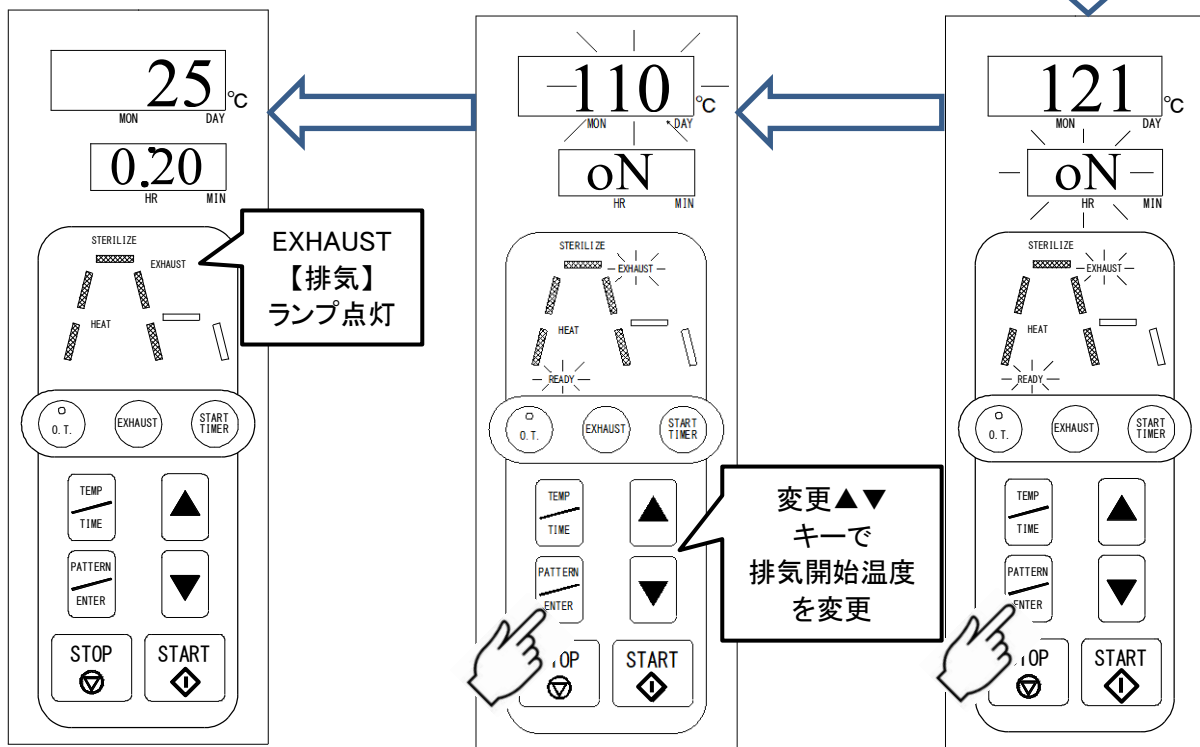 25
°C
MON DAY
0:20
HR MIN
STERILIZE
EXHAUST
HEAT
EXHAUST
【排気】
ランプ点灯
O.T.
EXHAUST
START
TIMER
TEMP
TIME
PATTERN
ENTER
STOP
START
110
°C
MON DAY
oN
HR MIN
STERILIZE
EXHAUST
HEAT
READY
O.T.
EXHAUST
START
TIMER
TEMP
TIME
PATTERN
ENTER
変更▲▼
キーで
排気開始温度
を変更
OP
START
121
°C
MON DAY
oN
HR MIN
STERILIZE
EXHAUST
HEAT
READY
O.T.
EXHAUST
START
TIMER
TEMP
TIME
PATTERN
ENTER
TOP
START